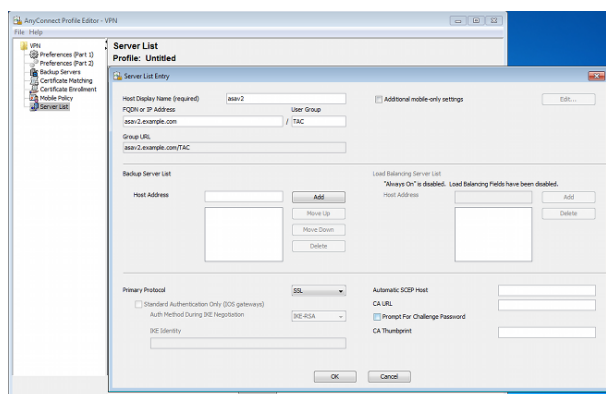 AnyConnect Profile Editor - VPN
File Help
VPN
Preferences (Part 1)
Preferences (Part 2)
Backup Servers
Certificate Matching
Certificate Enrollment
Mobile Policy
Server List
Server List
Profile: Untitled
Server List Entry
Host Display Name (required) asav2
Additional mobile-only settings Edit...
FQDN or IP Address User Group
asav2.example.com / TAC
Group URL
asav2.example.com/TAC
Backup Server List
Host Address Add
Move Up
Move Down
Delete
Load Balancing Server List
"Always On" is disabled. Load Balancing Fields have been disabled.
Host Address Add
Delete
Primary Protocol SSL
Standard Authentication Only (IOS gateways)
Auth Method During IKE Negotiation IKE-RSA
IKE Identity
Automatic SCEP Host
CA URL
Prompt For Challenge Password
CA Thumbprint
OK Cancel